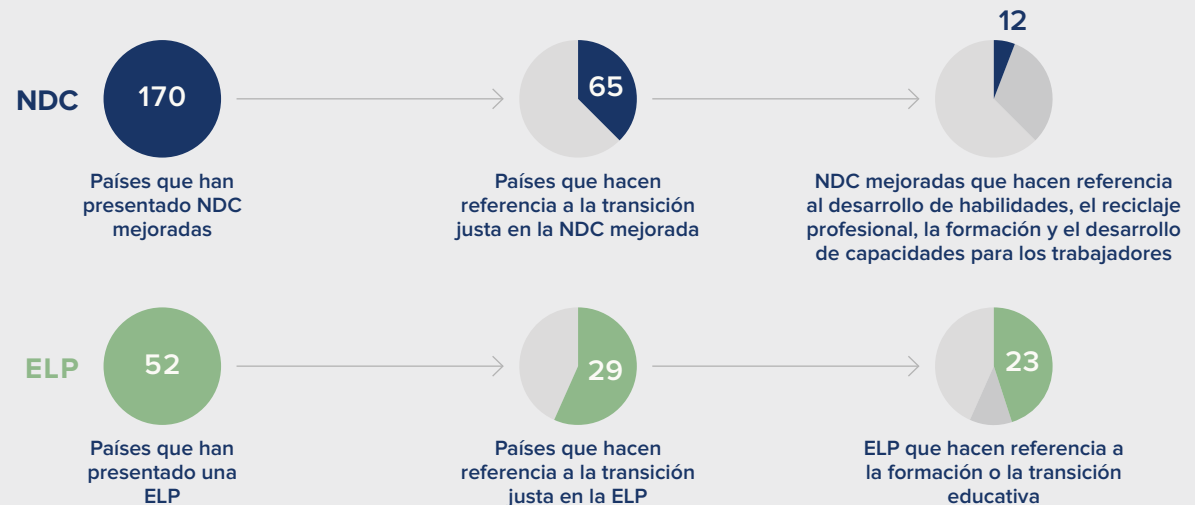 12
NDC
170
65
Países que han
presentado NDC
mejoradas
Países que hacen
referencia a la transición
justa en la NDC mejorada
NDC mejoradas que hacen referencia
al desarrollo de habilidades, el reciclaje
profesional, la formación y el desarrollo
de capacidades para los trabajadores
ELP
52
29
23
Países que han
presentado una
ELP
Países que hacen
referencia a la transición
justa en la ELP
ELP que hacen referencia a
la formación o la transición
educativa